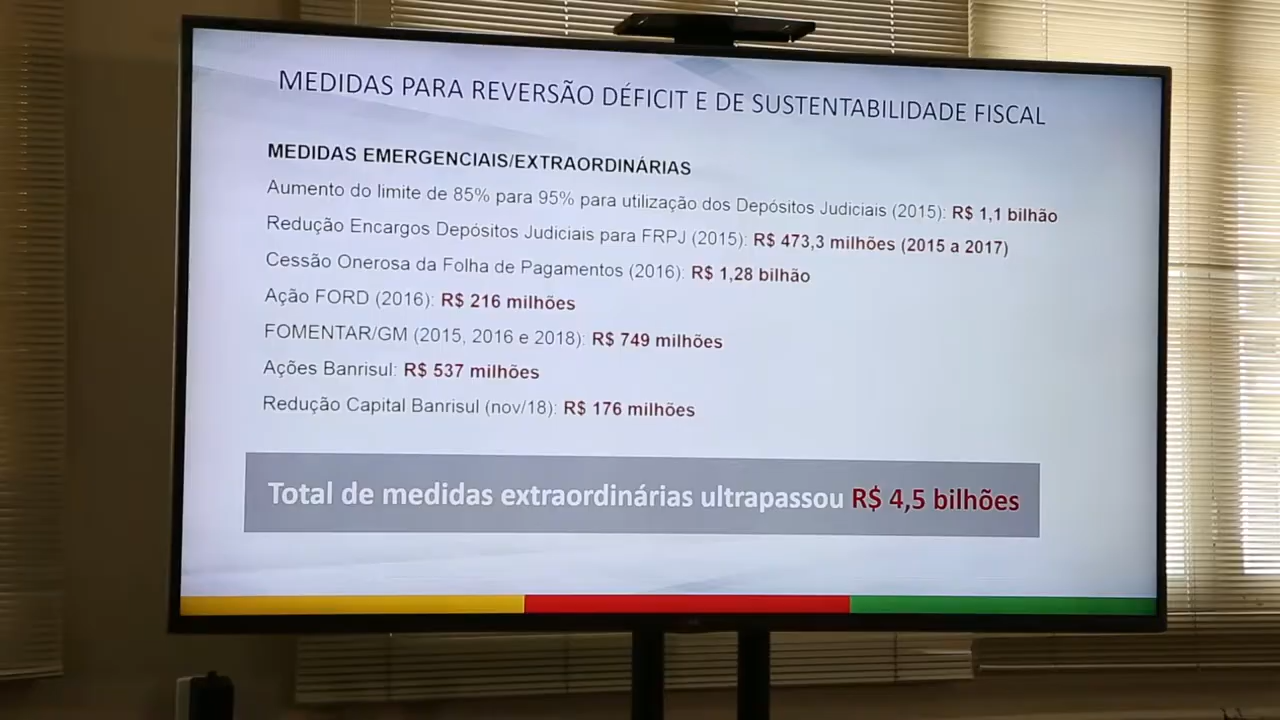 MEDIDAS PARA REVERSÃO DÉFICIT E DE SUSTENTABILIDADE FISCAL
MEDIDAS EMERGENCIAIS/EXTRAORDINÁRIAS
Aumento do limite de 85% para 95% para utilização dos Depósitos Judiciais (2015): R$ 1,1 bilhão
Redução Encargos Depósitos Judiciais para FRPJ (2015): R$ 473,3 milhões (2015 a 2017)
Cessão Onerosa da Folha de Pagamentos (2016): R$ 1,28 bilhão
Ação FORD (2016): R$ 216 milhões
FOMENTAR/GM (2015, 2016 e 2018): R$ 749 milhões
Ações Banrisul: R$ 537 milhões
Redução Capital Banrisul (nov/18): R$ 176 milhões
Total de medidas extraordinárias ultrapassou R$ 4,5 bilhões